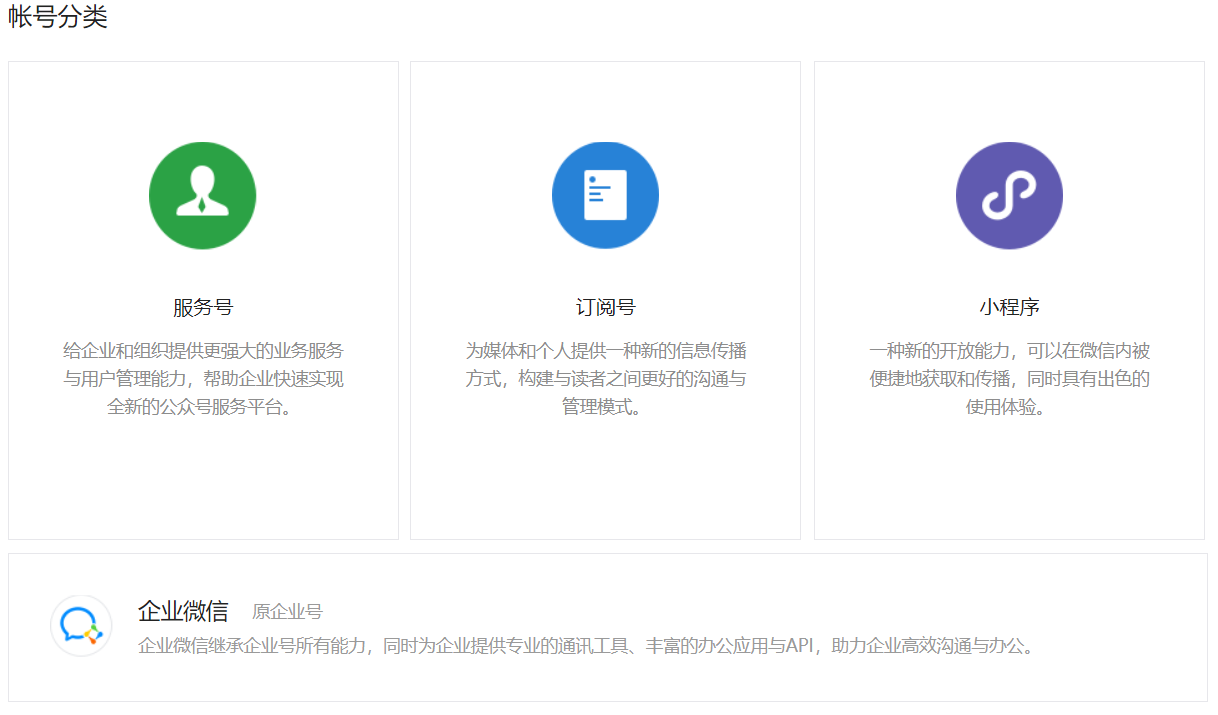 帐号分类
服务号
给企业和组织提供更强大的业务服务
与用户管理能力，帮助企业快速实现
全新的公众号服务平台。
订阅号
为媒体和个人提供一种新的信息传播
方式，构建与读者之间更好的沟通与
管理模式。
小程序
一种新的开放能力，可以在微信内被
便捷地获取和传播，同时具有出色的
使用体验。
企业微信 原企业号
企业微信继承企业号所有能力，同时为企业提供专业的通讯工具、丰富的办公应用与API，助力企业高效沟通与办公。